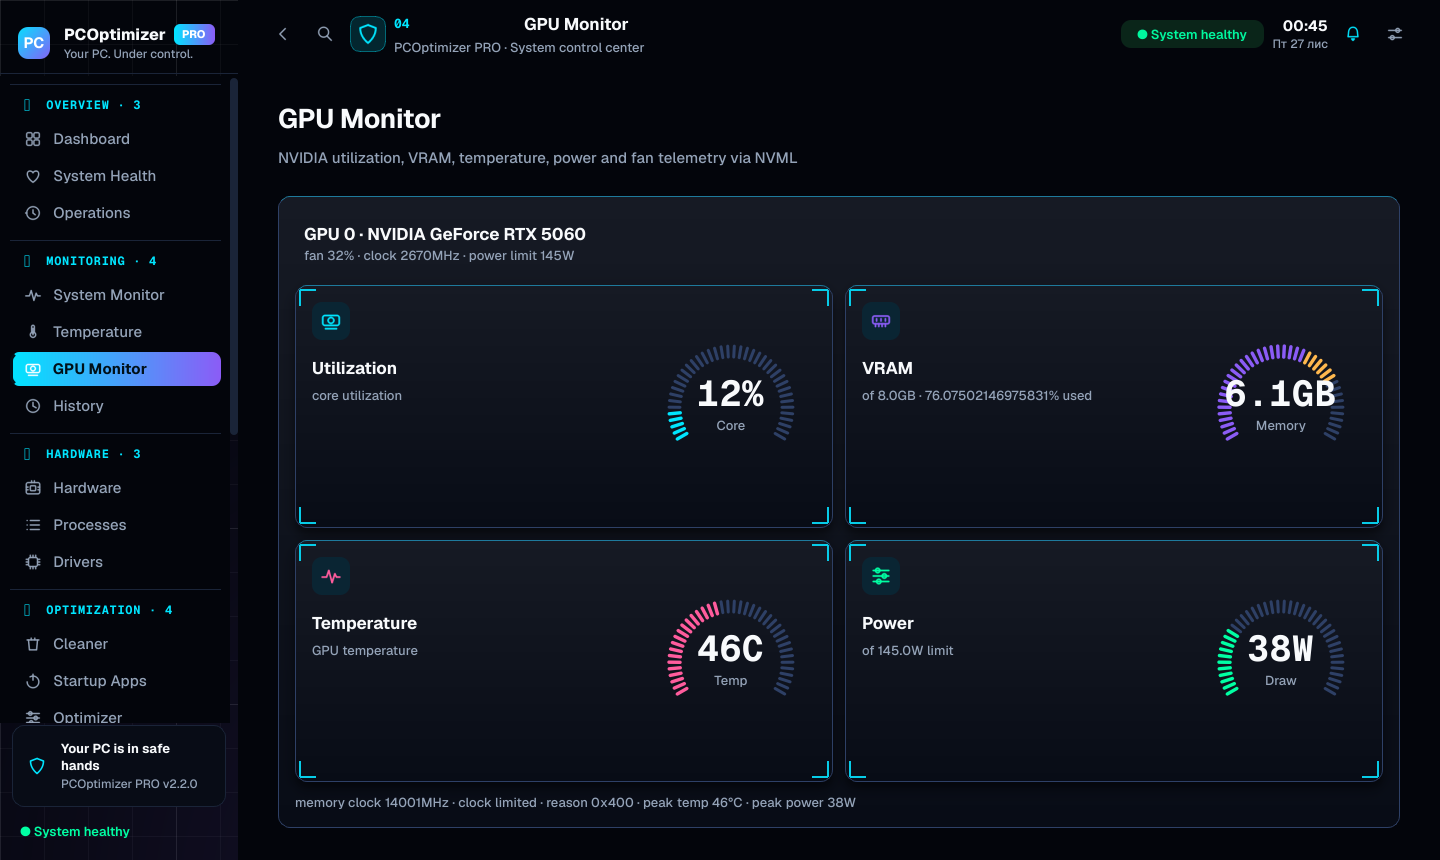 PC
PCOptimizer PRO
Your PC. Under control.
OVERVIEW · 3
Dashboard
System Health
Operations
MONITORING · 4
System Monitor
Temperature
GPU Monitor
History
HARDWARE · 3
Hardware
Processes
Drivers
OPTIMIZATION · 4
Cleaner
Startup Apps
Optimizer
Your PC is in safe
hands
PCOptimizer PRO v2.2.0
System healthy
04
GPU Monitor
PCOptimizer PRO · System control center
System healthy
00:45
Пт 27 лис
GPU Monitor
NVIDIA utilization, VRAM, temperature, power and fan telemetry via NVML
GPU 0 · NVIDIA GeForce RTX 5060
fan 32% · clock 2670MHz · power limit 145W
Utilization
core utilization
12%
Core
VRAM
of 8.0GB · 76.07502146975831% used
6.1GB
Memory
Temperature
GPU temperature
46C
Temp
Power
of 145.0W limit
38W
Draw
memory clock 14001MHz · clock limited · reason 0x400 · peak temp 46°C · peak power 38W